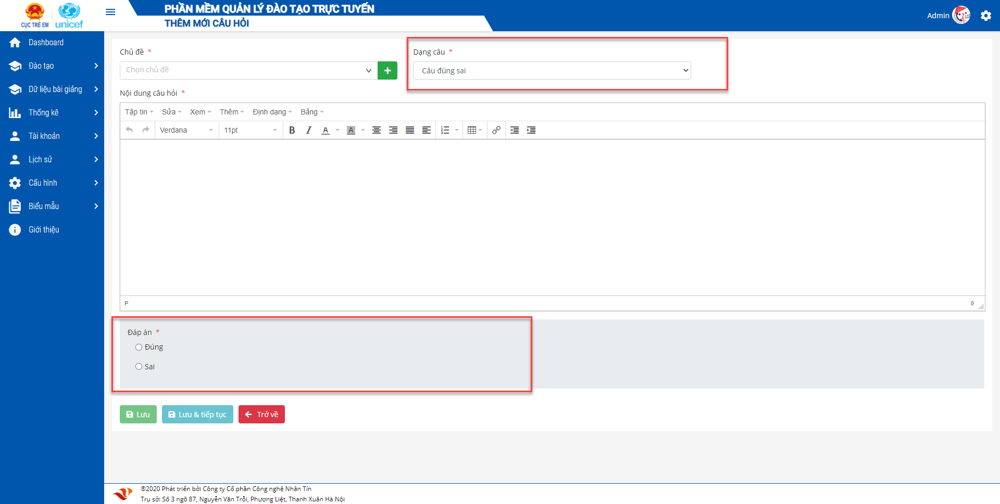 CỤC TRẺ EM
unicef
PHẦN MỀM QUẢN LÝ ĐÀO TẠO TRỰC TUYẾN
THÊM MỚI CÂU HỎI
Admin
Dashboard
Đào tạo
Dữ liệu bài giảng
Thống kê
Tài khoản
Lịch sử
Cấu hình
Biểu mẫu
Giới thiệu
Chủ đề *
Chọn chủ đề
Dạng câu *
Câu đúng sai
Nội dung câu hỏi *
Tập tin Sửa Xem Thêm Định dạng Bảng
Verdana 11pt B I A A
P 0
Đáp án *
Đúng
Sai
Lưu Lưu & tiếp tục Trở về
®2020 Phát triển bởi Công ty Cổ phần Công nghệ Nhân Tín
Trụ sở: Số 3 ngõ 87, Nguyễn Văn Trỗi, Phương Liệt, Thanh Xuân Hà Nội